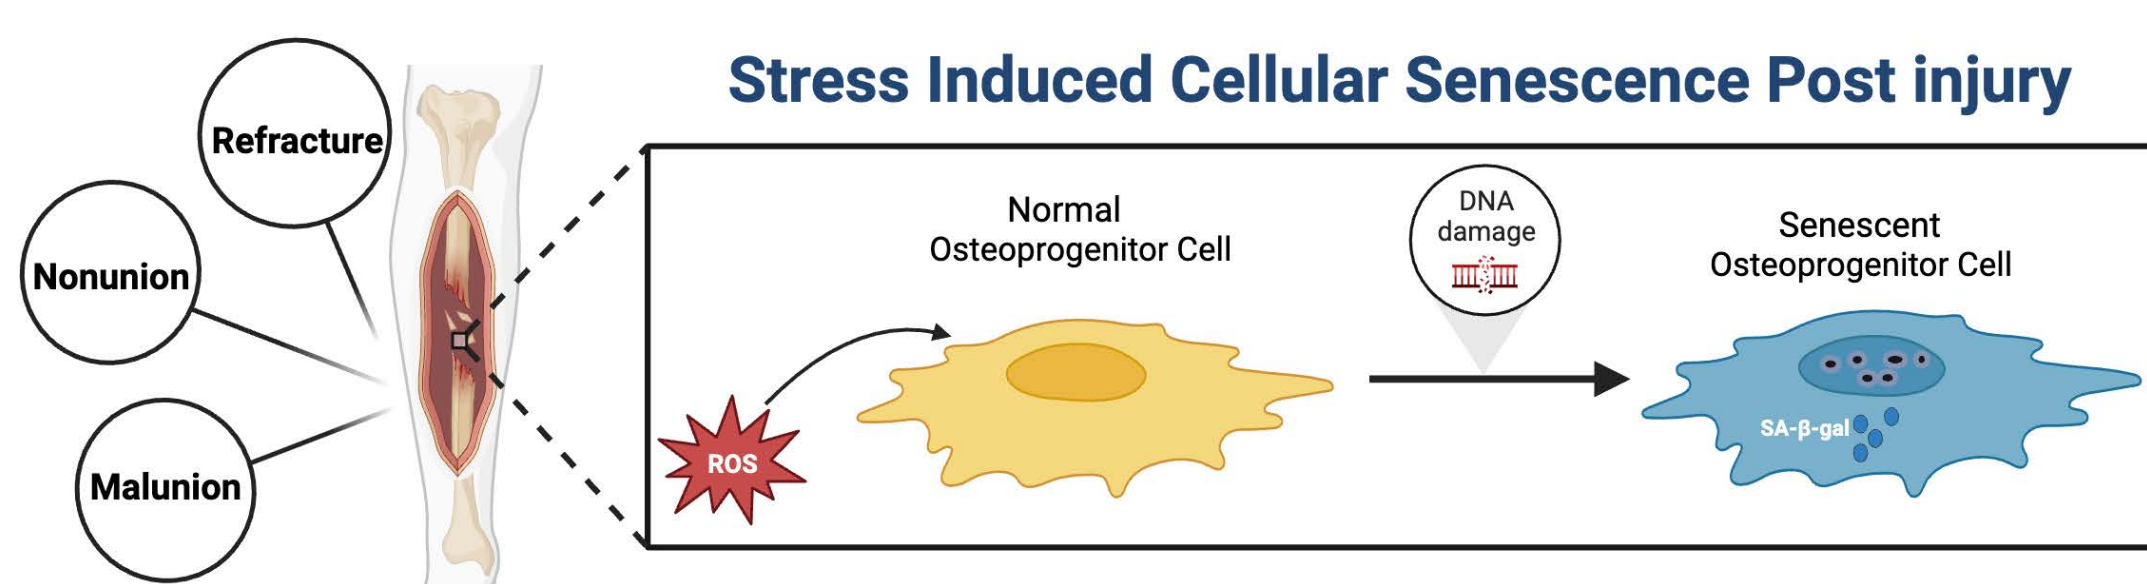 Stress Induced Cellular Senescence Post injury
Refracture
Nonunion
Malunion
Normal
Osteoprogenitor Cell
DNA
damage
Senescent
Osteoprogenitor Cell
ROS
SA-β-gal